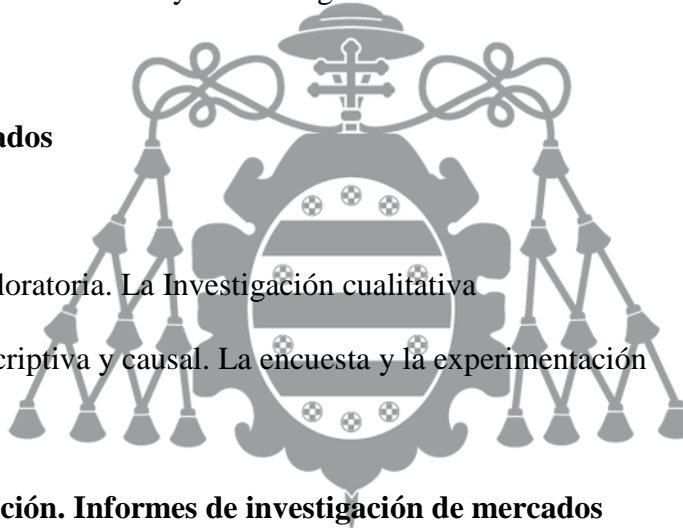 ados
loratoria. La Investigación cualitativa
criptiva y causal. La encuesta y la experimentación
ción. Informes de investigación de mercados